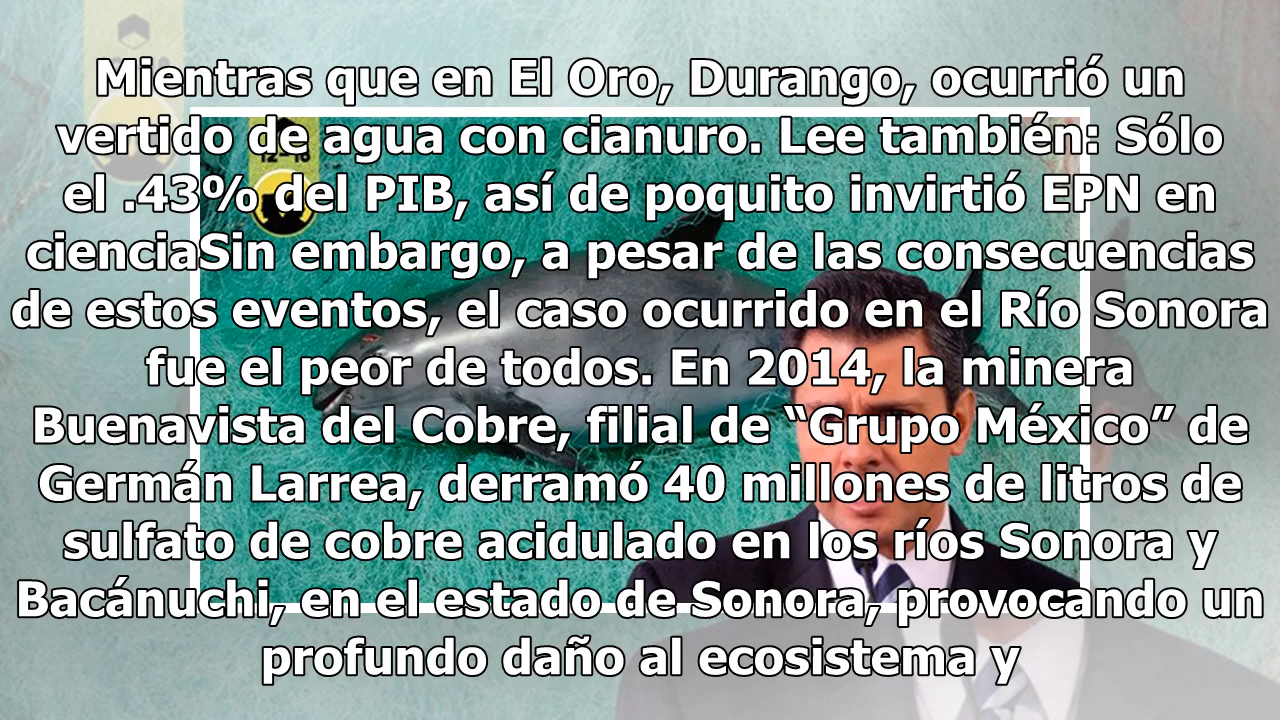 Mientras que en El Oro, Durango, ocurrió un
vertido de agua con cianuro. Lee también: Sólo
el .43% del PIB, así de poquito invirtió EPN en
cienciaSin embargo, a pesar de las consecuencias
de estos eventos, el caso ocurrido en el Río Sonora
fue el peor de todos. En 2014, la minera
Buenavista del Cobre, filial de “Grupo México” de
Germán Larrea, derramó 40 millones de litros de
sulfato de cobre acidulado en los ríos Sonora y
Bacánuchi, en el estado de Sonora, provocando un
profundo daño al ecosistema y